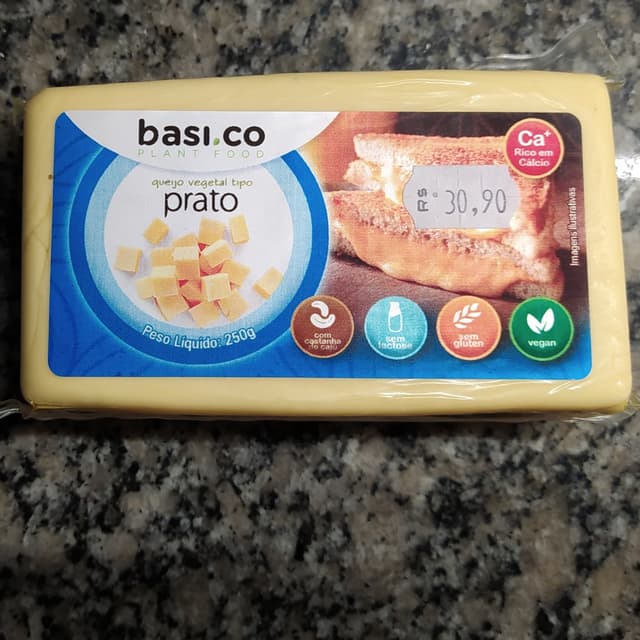 basi.co
PLANT FOOD
queijo vegetal tipo
prato
Peso Líquido: 250g
Ca+
Rico em
Cálcio
R$
30,90
Imagens ilustrativas
com
castanha
de caju
sem
lactose
sem
glúten
vegan